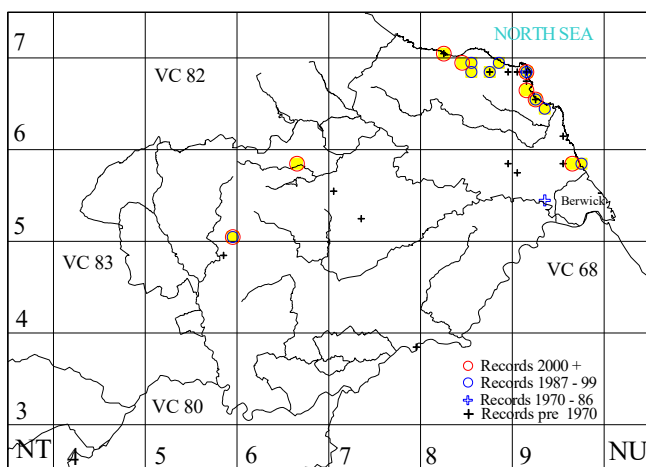 7
NORTH SEA
VC 82
6
Berwick
5
VC 83
VC 68
4
Records 2000 +
Records 1987 - 99
Records 1970 - 86
Records pre 1970
VC 80
3
NT 4 5 6 7 8 9 NU